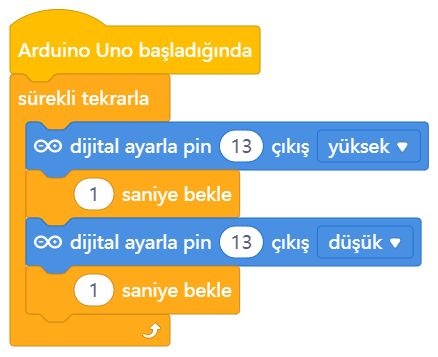 Arduino Uno başladığında
sürekli tekrarla
dijital ayarla pin 13 çıkış yüksek
1 saniye bekle
dijital ayarla pin 13 çıkış düşük
1 saniye bekle